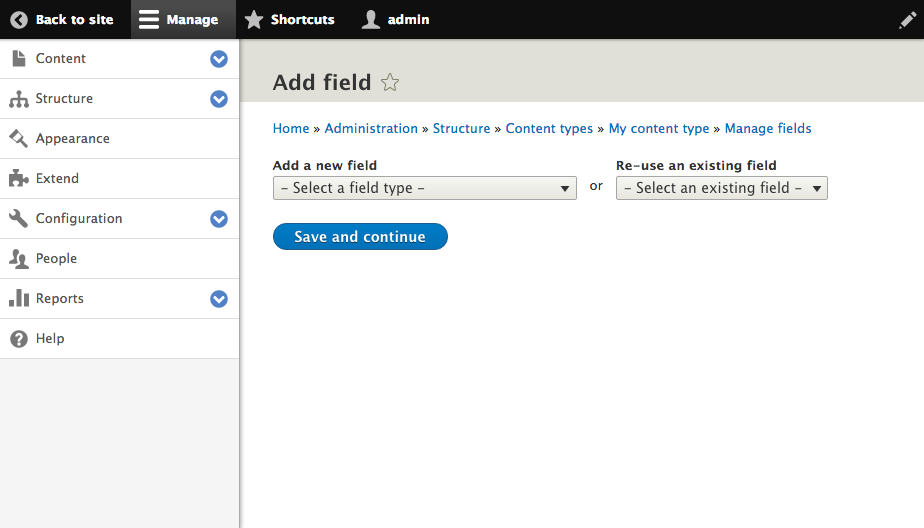 Back to site Manage Shortcuts admin
Content
Structure
Appearance
Extend
Configuration
People
Reports
Help
Add field
Home » Administration » Structure » Content types » My content type » Manage fields
Add a new field Re-use an existing field
– Select a field type – or – Select an existing field –
Save and continue